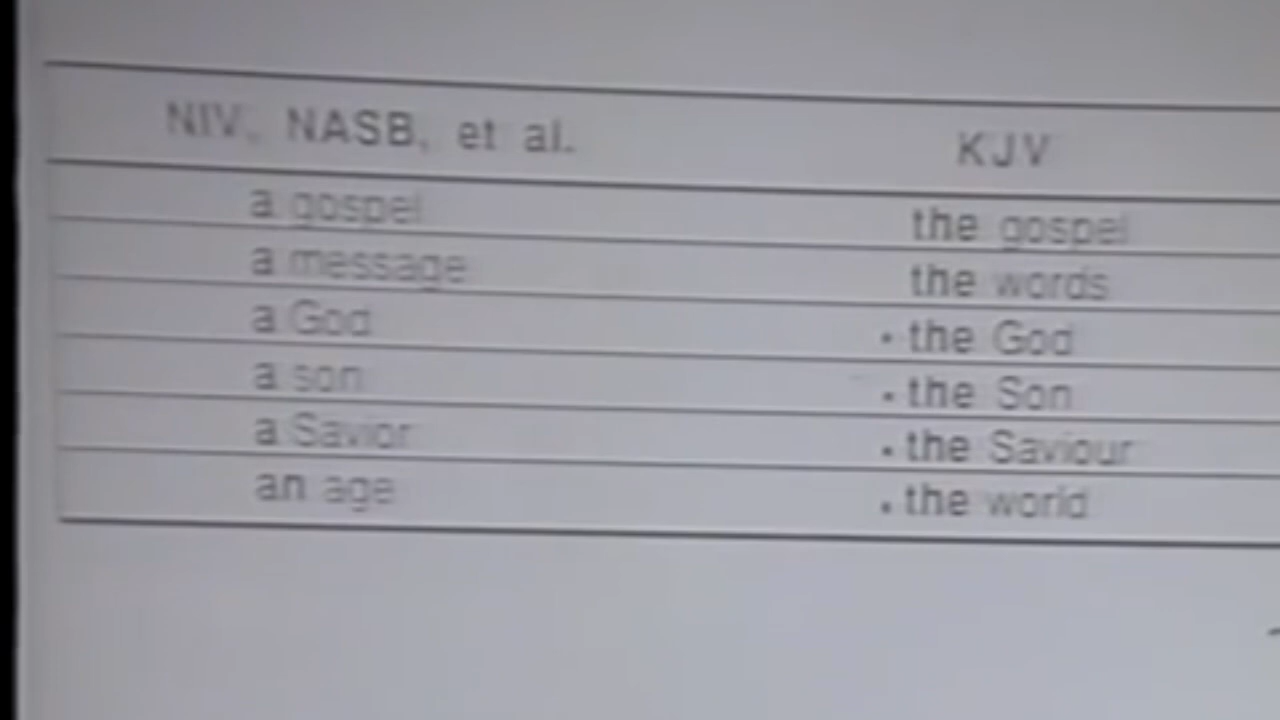 NIV, NASB, et al. KJV
a gospel the gospel
a message the words
a God • the God
a son • the Son
a Savior • the Saviour
an age • the world